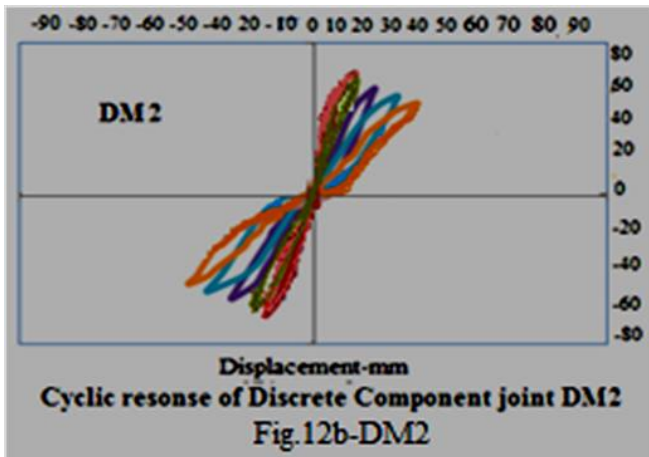 -90 -80 -70 -60 -50 -40 -30 -20 -10 0 10 20 30 40 50 60 70 80 90
80
60
DM2
40
20
0
-20
-40
-60
-80
Displacement-mm
Cyclic resonse of Discrete Component joint DM2
Fig.12b-DM2